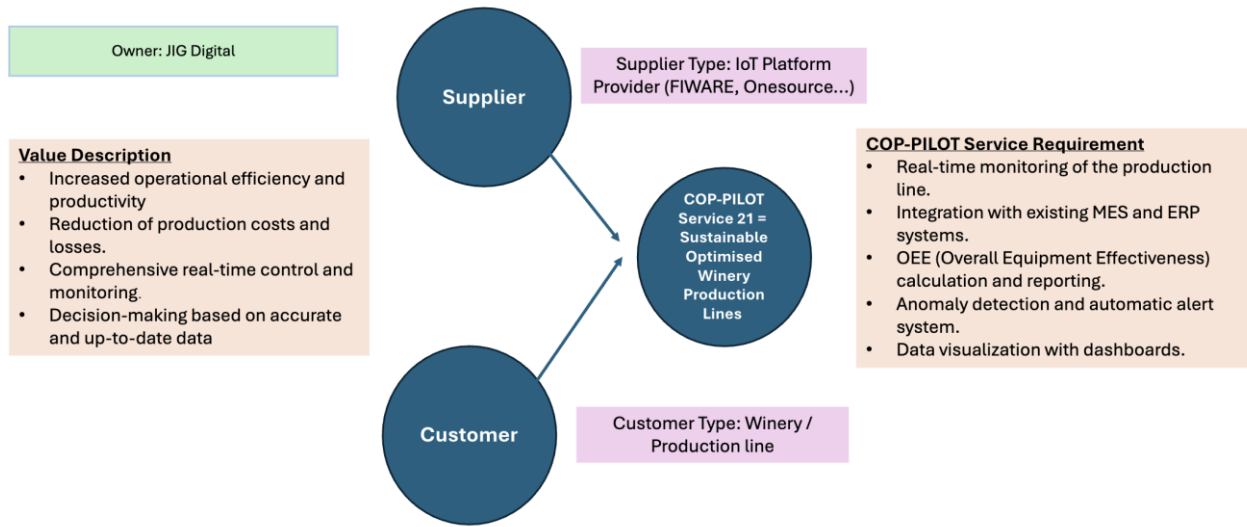 Owner: JIG Digital
Supplier
Supplier Type: IoT Platform
Provider (FIWARE, Onesource...)
Value Description
• Increased operational efficiency and
productivity
• Reduction of production costs and
losses.
• Comprehensive real-time control and
monitoring.
• Decision-making based on accurate
and up-to-date data
COP-PILOT
Service 21 =
Sustainable
Optimised
Winery
Production
Lines
COP-PILOT Service Requirement
• Real-time monitoring of the production
line.
• Integration with existing MES and ERP
systems.
• OEE (Overall Equipment Effectiveness)
calculation and reporting.
• Anomaly detection and automatic alert
system.
• Data visualization with dashboards.
Customer
Customer Type: Winery /
Production line